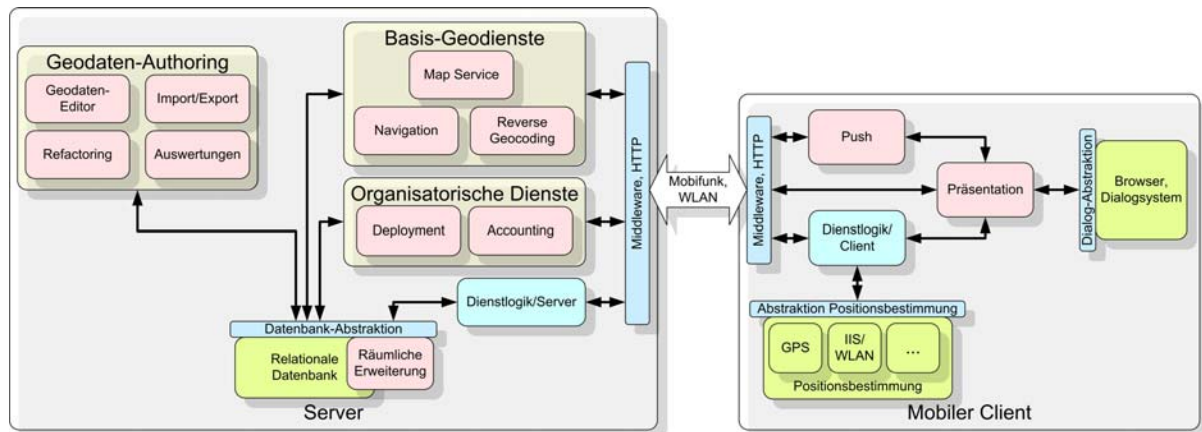 Geodaten-Authoring
Geodaten-
Editor
Import/Export
Refactoring
Auswertungen
Basis-Geodienste
Map Service
Navigation
Reverse
Geocoding
Organisatorische Dienste
Deployment
Accounting
Dienstlogik/Server
Datenbank-Abstraktion
Relationale
Datenbank
Räumliche
Erweiterung
Server
Middleware, HTTP
Mobifunk,
WLAN
Middleware, HTTP
Push
Präsentation
Dienstlogik/
Client
Dialog-Abstraktion
Browser,
Dialogsystem
Abstraktion Positionsbestimmung
GPS
IIS/
WLAN
...
Positionsbestimmung
Mobiler Client